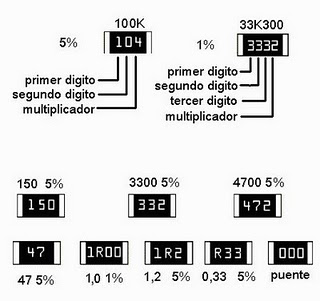 100K
5% 104
primer digito
segundo digito
multiplicador
33K300
1% 3332
primer digito
segundo digito
tercer digito
multiplicador
150 5% 3300 5% 4700 5%
150 332 472
47 1R00 1R2 R33 000
47 5% 1,0 1% 1,2 5% 0,33 5% puente